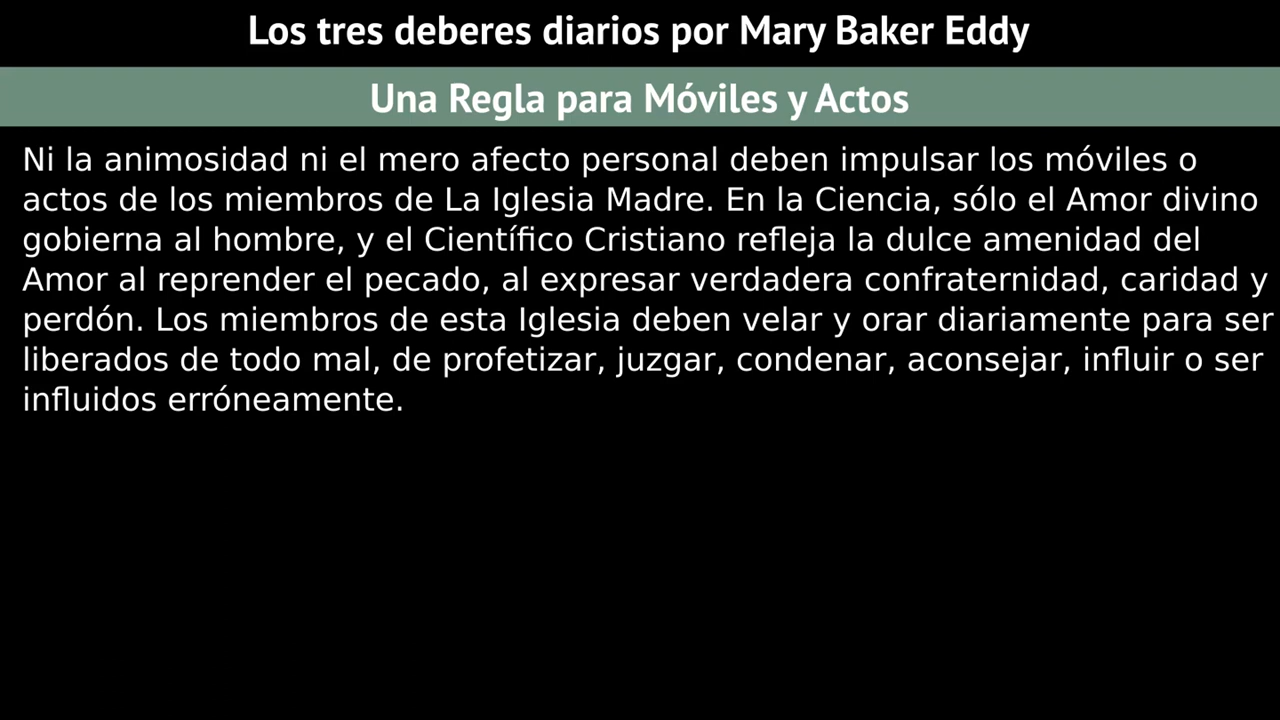 Los tres deberes diarios por Mary Baker Eddy
Una Regla para Móviles y Actos
Ni la animosidad ni el mero afecto personal deben impulsar los móviles o
actos de los miembros de La Iglesia Madre. En la Ciencia, sólo el Amor divino
gobierna al hombre, y el Científico Cristiano refleja la dulce amenidad del
Amor al reprender el pecado, al expresar verdadera confraternidad, caridad y
perdón. Los miembros de esta Iglesia deben velar y orar diariamente para ser
liberados de todo mal, de profetizar, juzgar, condenar, aconsejar, influir o ser
influidos erróneamente.